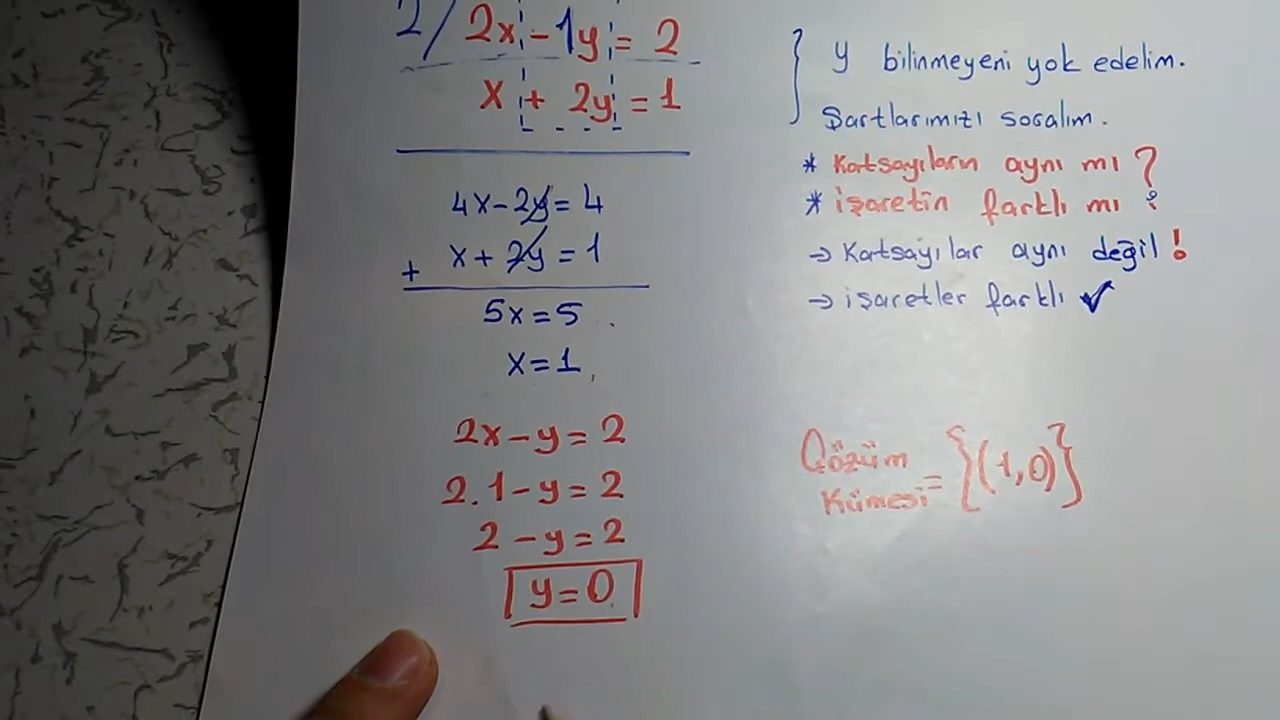 2/ 2x - 1y = 2
x + 2y = 1
4x - 2y = 4
x + 2y = 1
+
5x = 5
x = 1
2x - y = 2
2.1 - y = 2
2 - y = 2
y = 0
y bilinmeyeni yok edelim.
Şartlarımızı soralım.
* Katsayıların aynı mı ?
* işaretin farklı mı ?
→ Katsayılar aynı değil !
→ işaretler farklı ✓
Çözüm
Kümesi = {(1,0)}